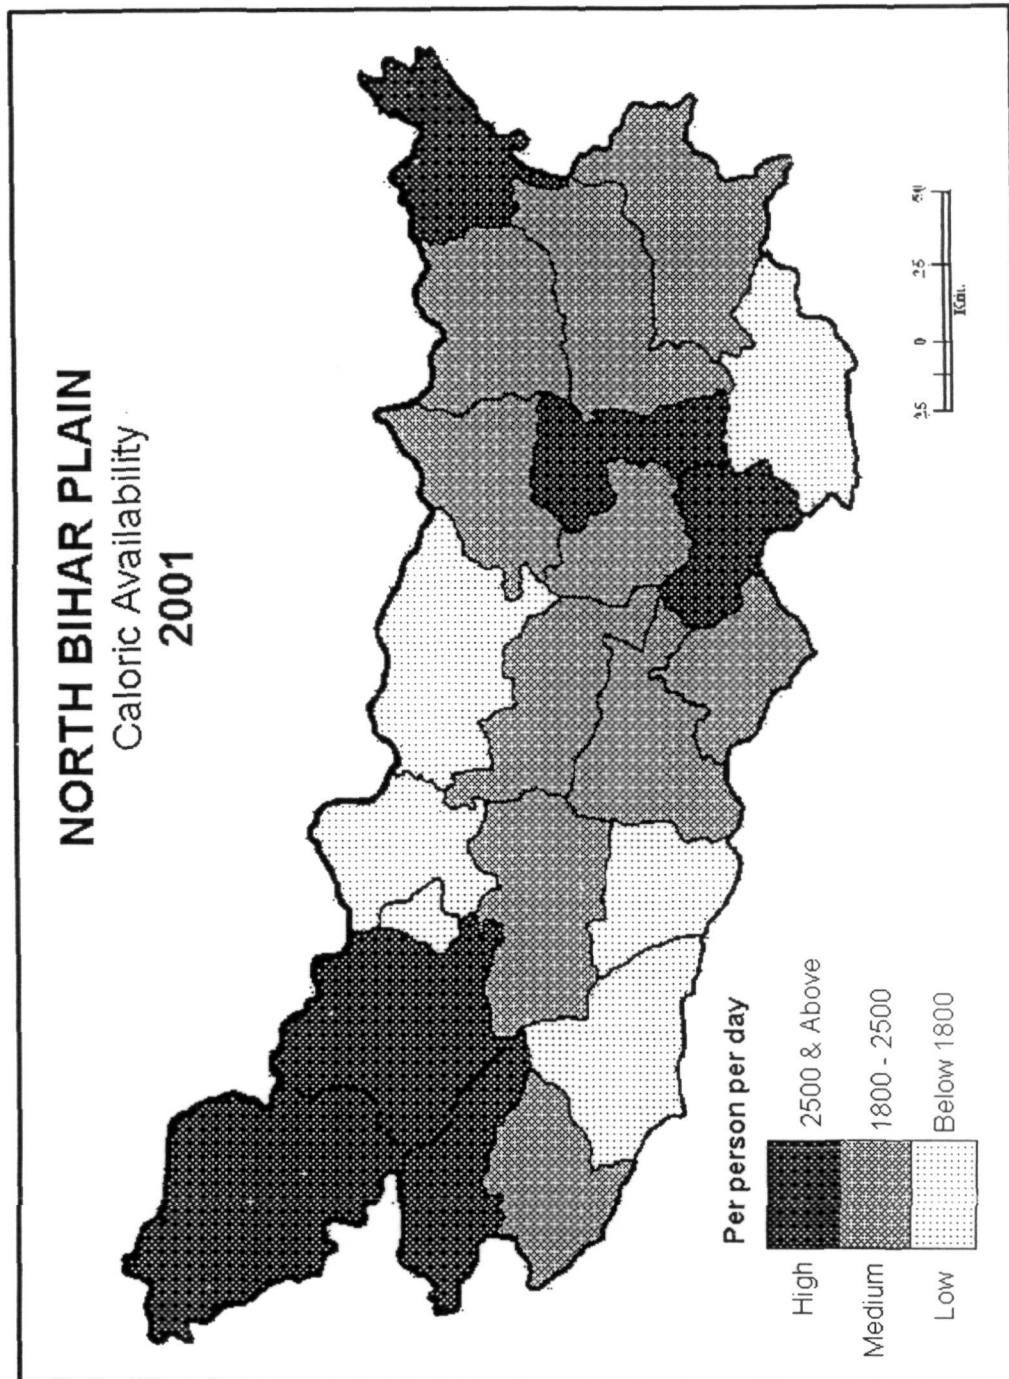 NORTH BIHAR PLAIN
Caloric Availability
2001
Per person per day
High 2500 & Above
Medium 1800 - 2500
Low Below 1800
25 0 25 50
Km.